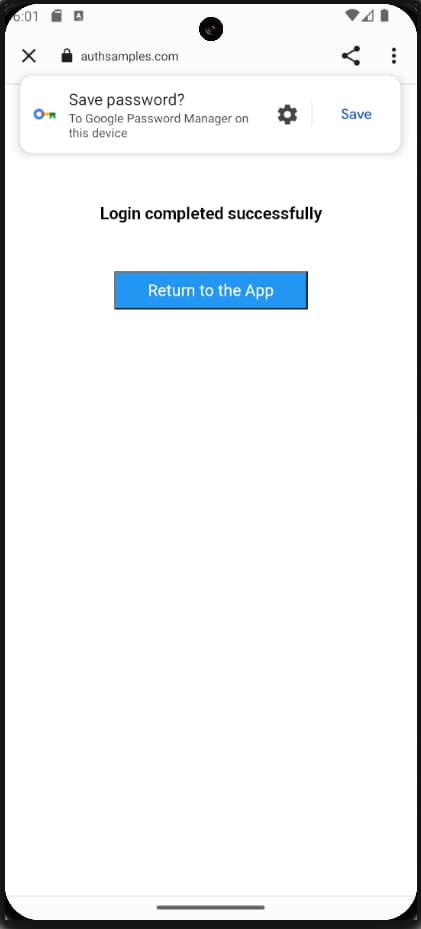 6:01
authsamples.com
Save password?
To Google Password Manager on
this device
Save
Login completed successfully
Return to the App